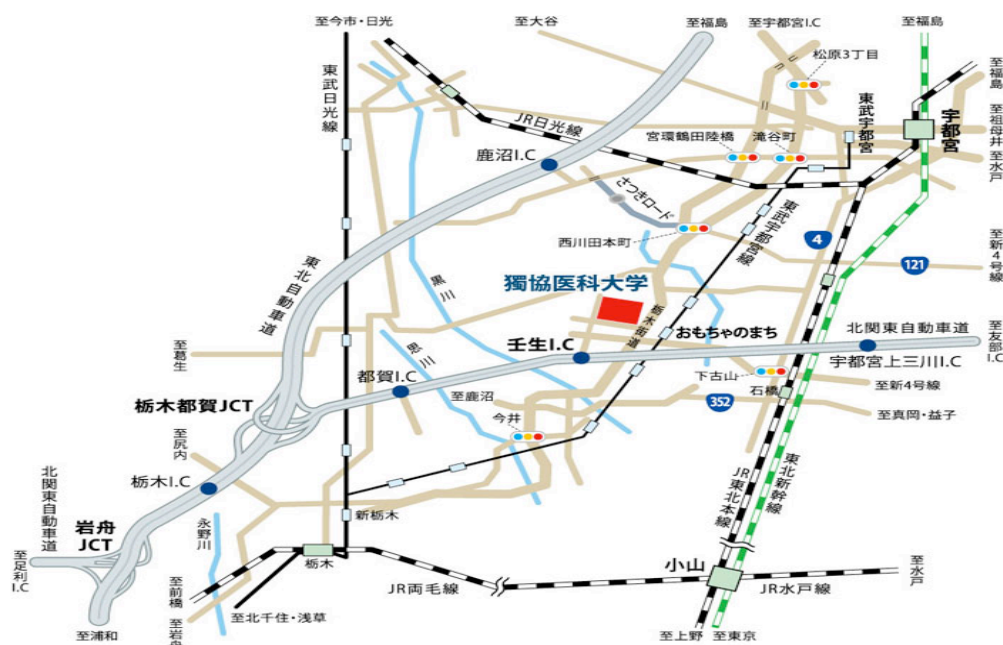 至今市・日光
至大谷
至福島
至宇都宮I.C
至福島
松原3丁目
至福島
東武日光線
JR日光線
東武宇都宮
宇都宮
至祖母井
至水戸
宮環鶴田陸橋
滝谷町
鹿沼I.C
さつきロード
西川田本町
東武宇都宮線
4
121
至新4号線
東北自動車道
黒川
思川
獨協医科大学
栃木街道
おもちゃのまち
北関東自動車道
至友部I.C
至葛生
壬生I.C
宇都宮上三川I.C
都賀I.C
下古山
石橋
至新4号線
至鹿沼
352
至真岡・益子
栃木都賀JCT
今井
至尻内
栃木I.C
北関東自動車道
永野川
新栃木
岩舟
JCT
JR東北本線
東北新幹線
至足利I.C
栃木
小山
至水戸
JR両毛線
JR水戸線
至前橋
至岩舟
至北千住・浅草
至浦和
至上野
至東京